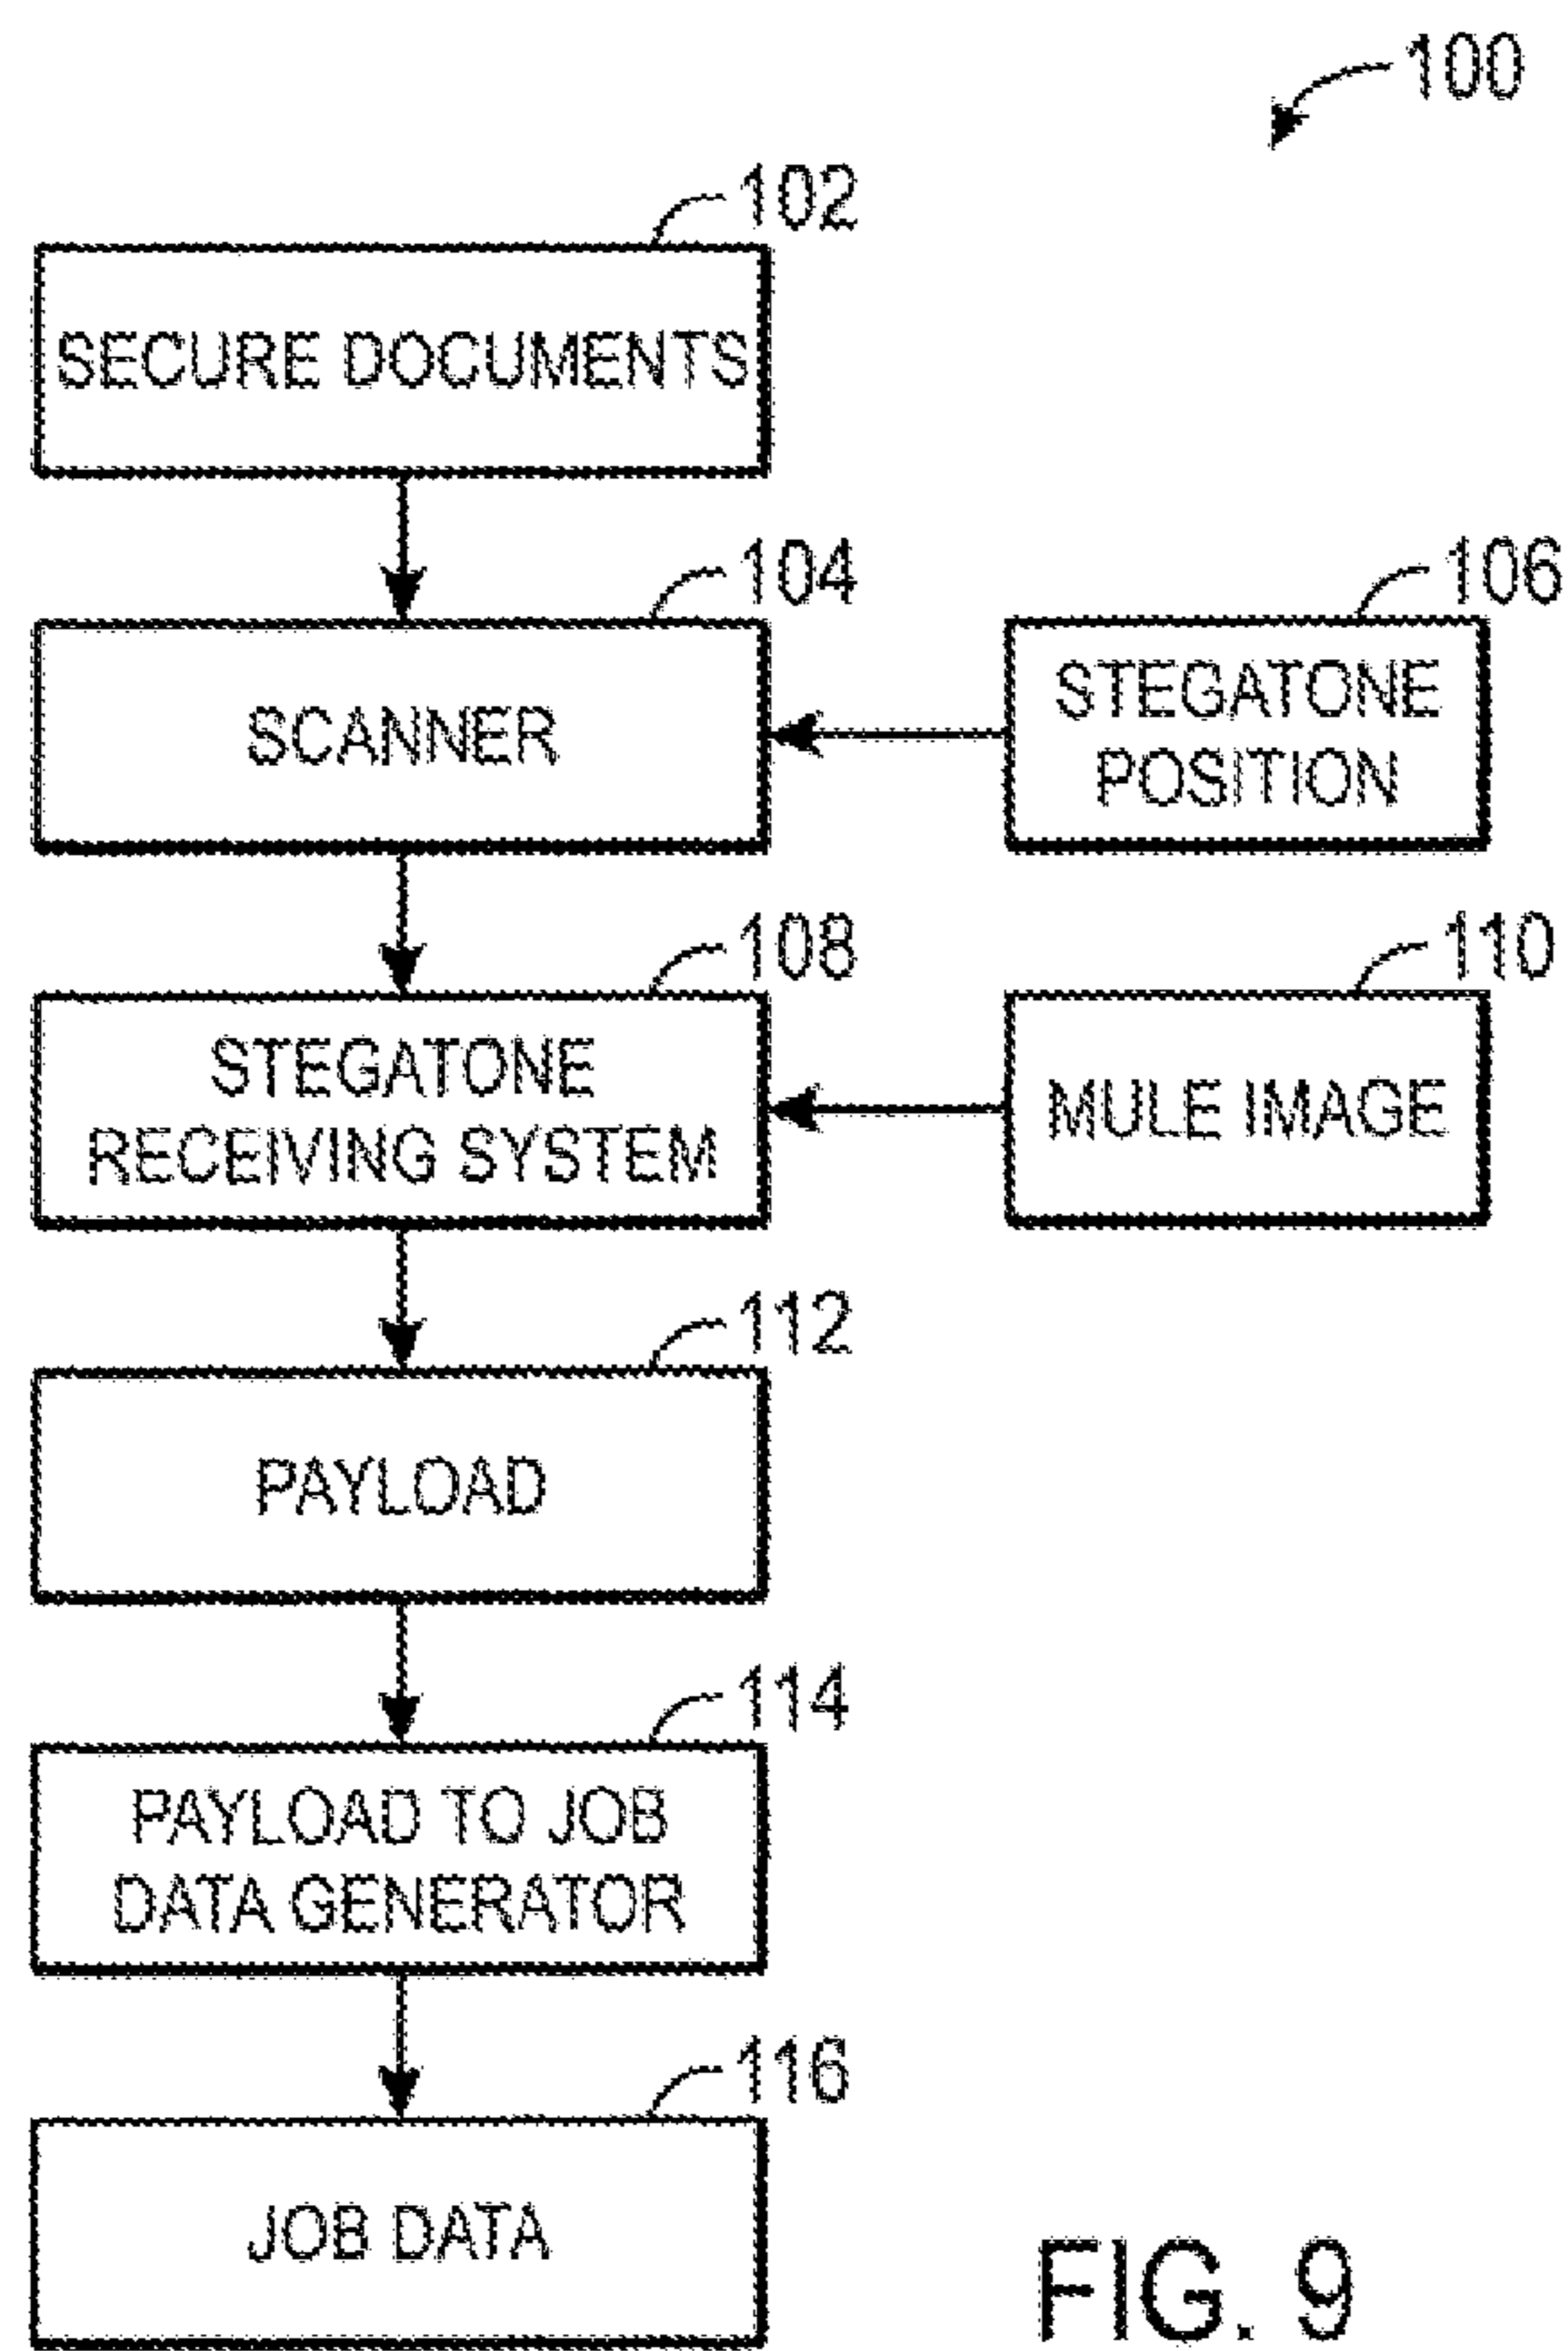 100
102
SECURE DOCUMENTS
104
SCANNER
106
STEGATONE
POSITION
108
STEGATONE
RECEIVING SYSTEM
110
MULE IMAGE
112
PAYLOAD
114
PAYLOAD TO JOB
DATA GENERATOR
116
JOB DATA
FIG. 9